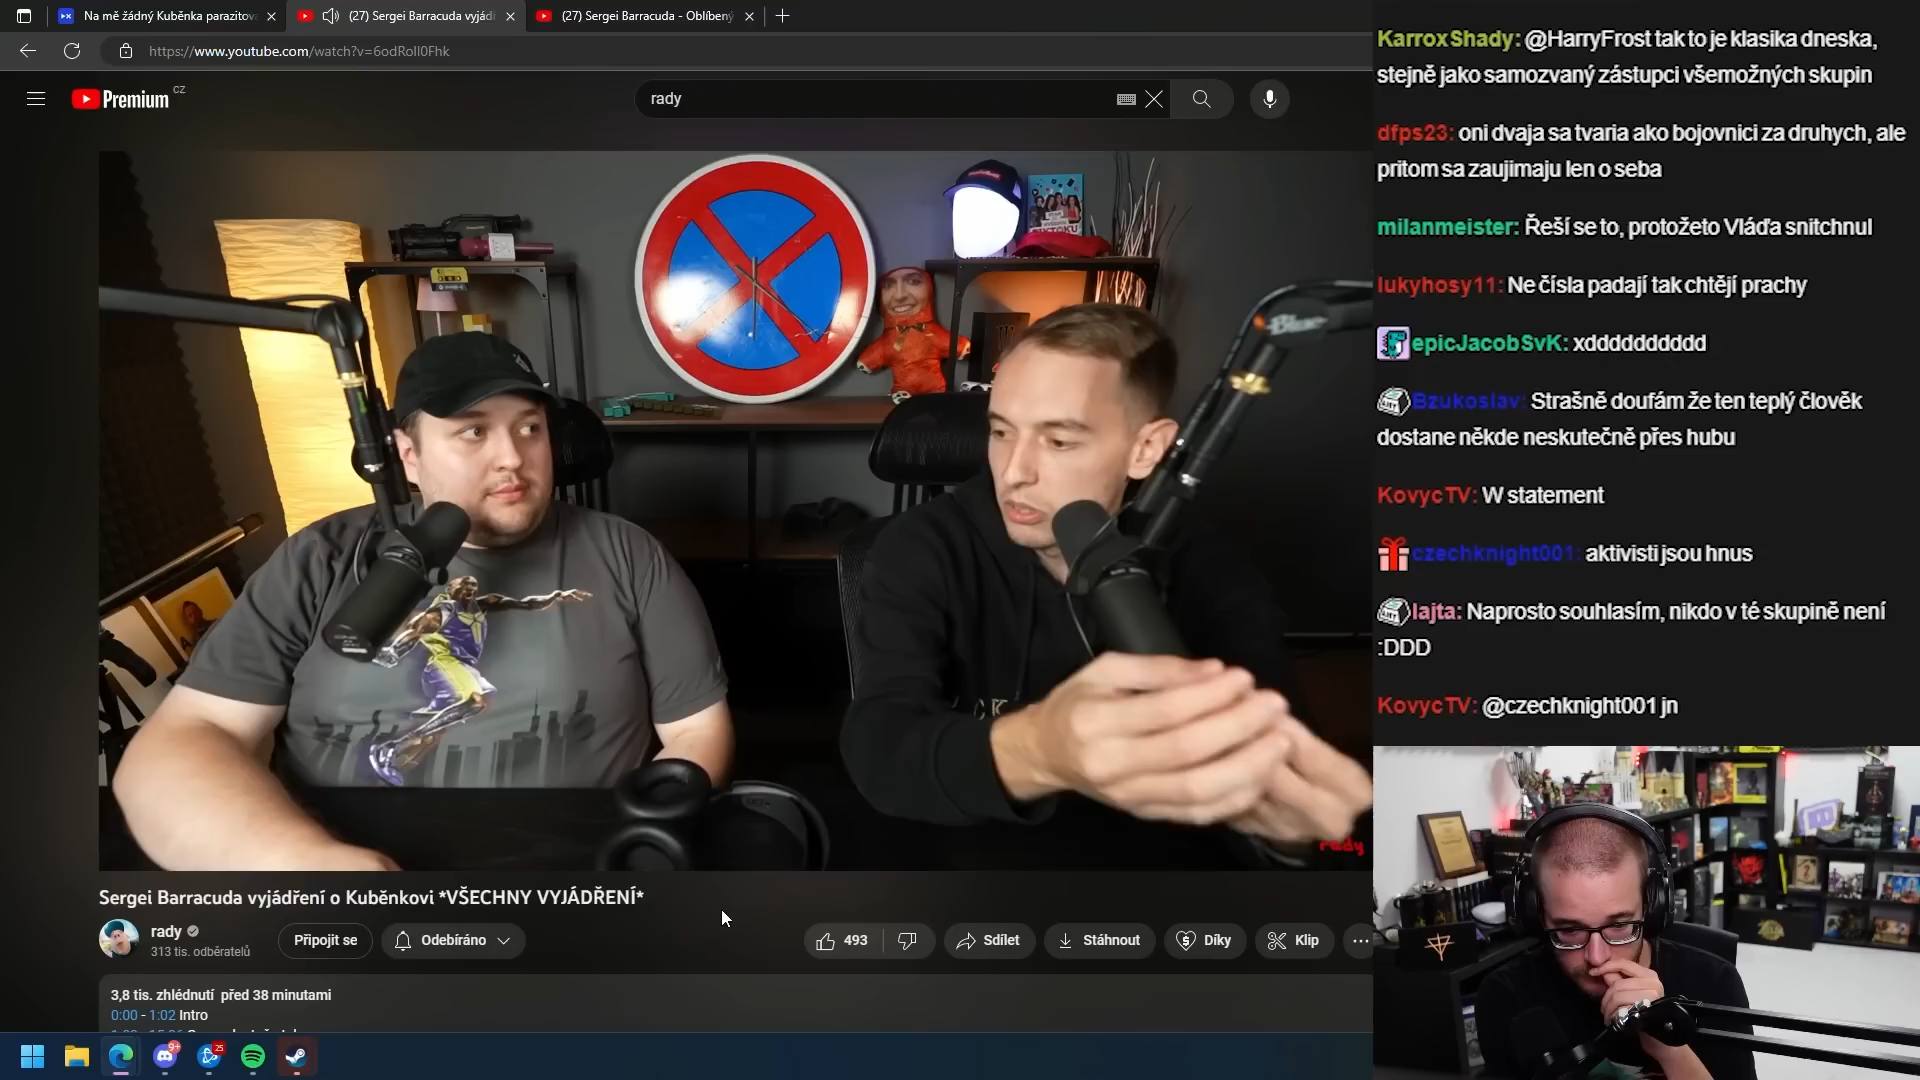 Na mě žádný Kuběnka parazitova
(27) Sergei Barracuda vyjádř
(27) Sergei Barracuda - Oblíbený
https://www.youtube.com/watch?v=6odRoll0Fhk
Premium CZ
rady
Blue
rady
Sergei Barracuda vyjádření o Kuběnkovi *VŠECHNY VYJÁDŘENÍ*
rady
313 tis. odběratelů
Připojit se
Odebíráno
493
Sdílet
Stáhnout
Díky
Klip
3,8 tis. zhlédnutí před 38 minutami
0:00 - 1:02 Intro
9+
25
KarroxShady: @HarryFrost tak to je klasika dneska,
stejně jako samozvaný zástupci všemožných skupin
dfps23: oni dvaja sa tvaria ako bojovnici za druhych, ale
pritom sa zaujimaju len o seba
milanmeister: Řeší se to, protožeto Vláďa snitchnul
lukyhosy11: Ne čísla padají tak chtějí prachy
epicJacobSvK: xdddddddddd
Bzukoslav: Strašně doufám že ten teplý člověk
dostane někde neskutečně přes hubu
KovycTV: W statement
czechknight001: aktivisti jsou hnus
lajta: Naprosto souhlasím, nikdo v té skupině není
:DDD
KovycTV: @czechknight001 jn